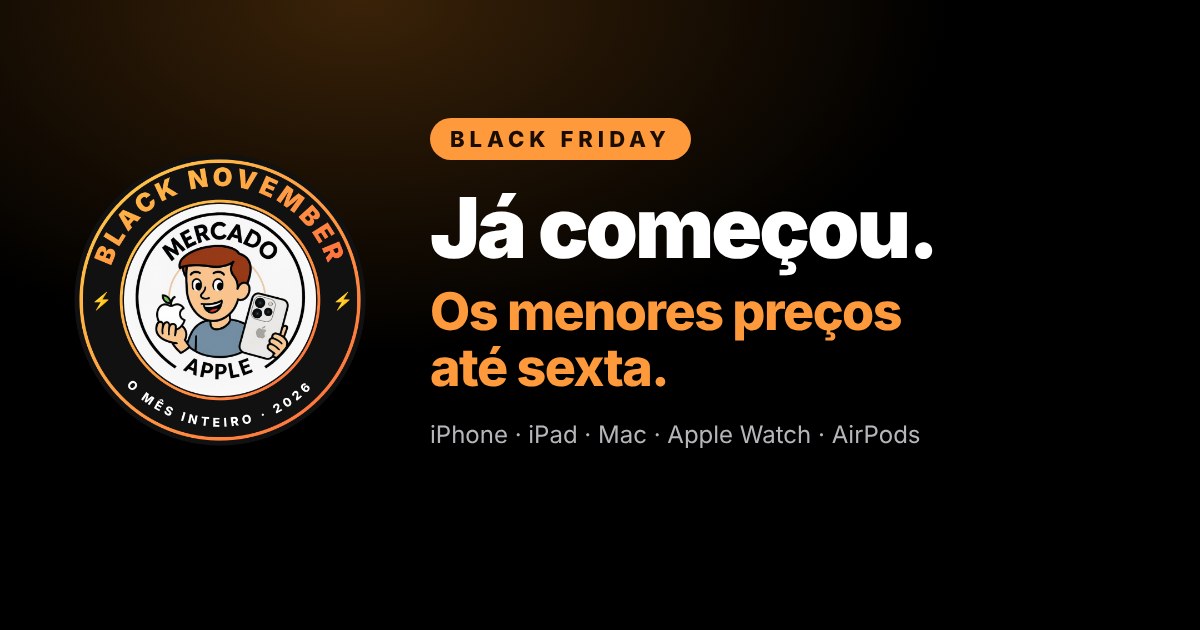 BLACK NOVEMBER
MERCADO
APPLE
O MÊS INTEIRO · 2026
BLACK FRIDAY
Já começou.
Os menores preços
até sexta.
iPhone · iPad · Mac · Apple Watch · AirPods